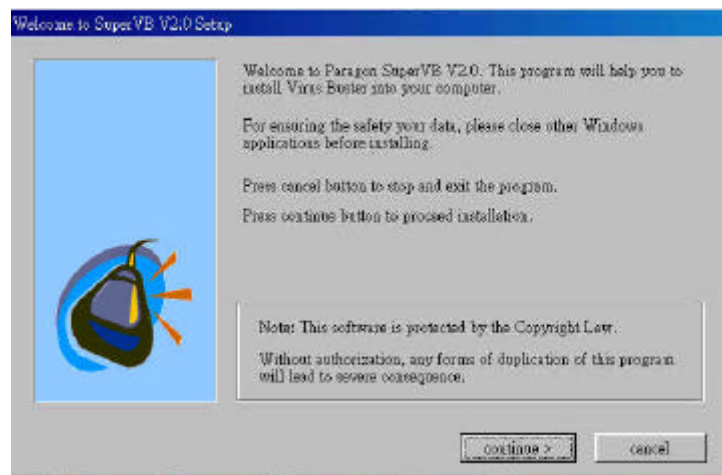 Welcome to SuperVB V2.0 Setup
Welcome to Paragon SuperVB V2.0. This program will help you to
install Virus Buster into your computer.
For ensuring the safety your data, please close other Windows
applications before installing.
Press cancel button to stop and exit the program.
Press continue button to proceed installation.
Note: This software is protected by the Copyright Law.
Without authorization, any forms of duplication of this program
will lead to severe consequence.
continue >
cancel